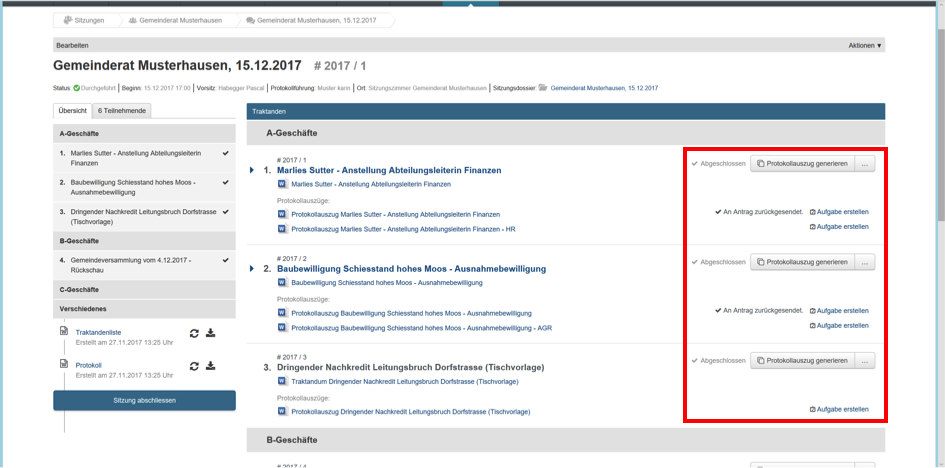 Sitzungen
Gemeinderat Musterhausen
Gemeinderat Musterhausen, 15.12.2017
Bearbeiten
Aktionen ▾
Gemeinderat Musterhausen, 15.12.2017 # 2017 / 1
Status: Durchgeführt | Beginn: 15.12.2017 17:00 | Vorsitz: Habegger Pascal | Protokollführung: Muster karin | Ort: Sitzungszimmer Gemeinderat Musterhausen | Sitzungsdossier: Gemeinderat Musterhausen, 15.12.2017
Übersicht
6 Teilnehmende
A-Geschäfte
1. Marlies Sutter - Anstellung Abteilungsleiterin
Finanzen
2. Baubewilligung Schiesstand hohes Moos -
Ausnahmebewilligung
3. Dringender Nachkredit Leitungsbruch Dorfstrasse
(Tischvorlage)
B-Geschäfte
4. Gemeindeversammlung vom 4.12.2017 -
Rückschau
C-Geschäfte
Verschiedenes
Traktandenliste
Erstellt am 27.11.2017 13:25 Uhr
Protokoll
Erstellt am 27.11.2017 13:25 Uhr
Sitzung abschliessen
Traktanden
A-Geschäfte
# 2017 / 1
1. Marlies Sutter - Anstellung Abteilungsleiterin Finanzen
Abgeschlossen
Protokollauszug generieren
...
Marlies Sutter - Anstellung Abteilungsleiterin Finanzen
Protokollauszüge:
Protokollauszug Marlies Sutter - Anstellung Abteilungsleiterin Finanzen
An Antrag zurückgesendet.
Aufgabe erstellen
Protokollauszug Marlies Sutter - Anstellung Abteilungsleiterin Finanzen - HR
Aufgabe erstellen
# 2017 / 2
2. Baubewilligung Schiesstand hohes Moos - Ausnahmebewilligung
Abgeschlossen
Protokollauszug generieren
...
Baubewilligung Schiesstand hohes Moos - Ausnahmebewilligung
Protokollauszüge:
Protokollauszug Baubewilligung Schiesstand hohes Moos - Ausnahmebewilligung
An Antrag zurückgesendet.
Aufgabe erstellen
Protokollauszug Baubewilligung Schiesstand hohes Moos - Ausnahmebewilligung - AGR
Aufgabe erstellen
# 2017 / 3
3. Dringender Nachkredit Leitungsbruch Dorfstrasse (Tischvorlage)
Abgeschlossen
Protokollauszug generieren
...
Traktandum Dringender Nachkredit Leitungsbruch Dorfstrasse (Tischvorlage)
Protokollauszüge:
Protokollauszug Dringender Nachkredit Leitungsbruch Dorfstrasse (Tischvorlage)
Aufgabe erstellen
B-Geschäfte
# 2017 / 4